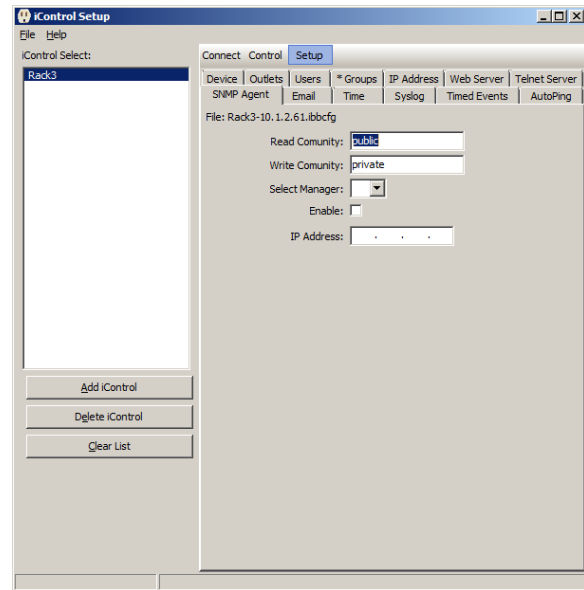 iControl Setup
File Help
iControl Select:
Rack3
Add iControl
Delete iControl
Clear List
Connect Control Setup
Device Outlets Users * Groups IP Address Web Server Telnet Server
SNMP Agent Email Time Syslog Timed Events AutoPing
File: Rack3-10.1.2.61.ibbcfg
Read Comunity: public
Write Comunity: private
Select Manager:
Enable:
IP Address: . . .